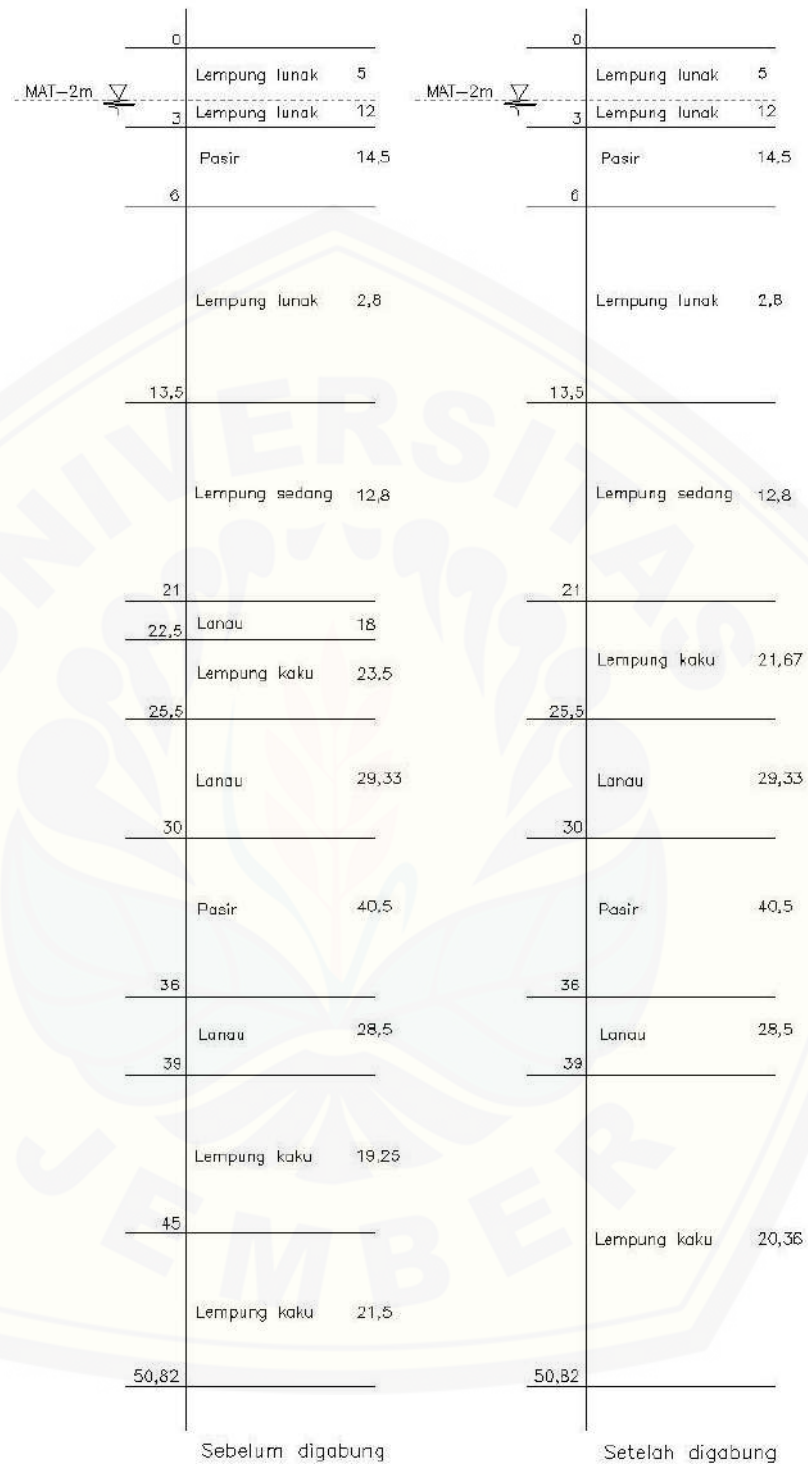 0
Lempung lunak 5
MAT-2m
3 Lempung lunak 12
Pasir 14,5
6
Lempung lunak 2,8
13,5
Lempung sedang 12,8
21
Lanau 18
22,5
Lempung kaku 23,5
25,5
Lanau 29,33
30
Pasir 40,5
36
Lanau 28,5
39
Lempung kaku 19,25
45
Lempung kaku 21,5
50,82
Sebelum digabung
0
Lempung lunak 5
MAT-2m
3 Lempung lunak 12
Pasir 14,5
6
Lempung lunak 2,8
13,5
Lempung sedang 12,8
21
Lempung kaku 21,67
25,5
Lanau 29,33
30
Pasir 40,5
36
Lanau 28,5
39
Lempung kaku 20,36
50,82
Setelah digabung
UNIVERSITAS
JEMBER